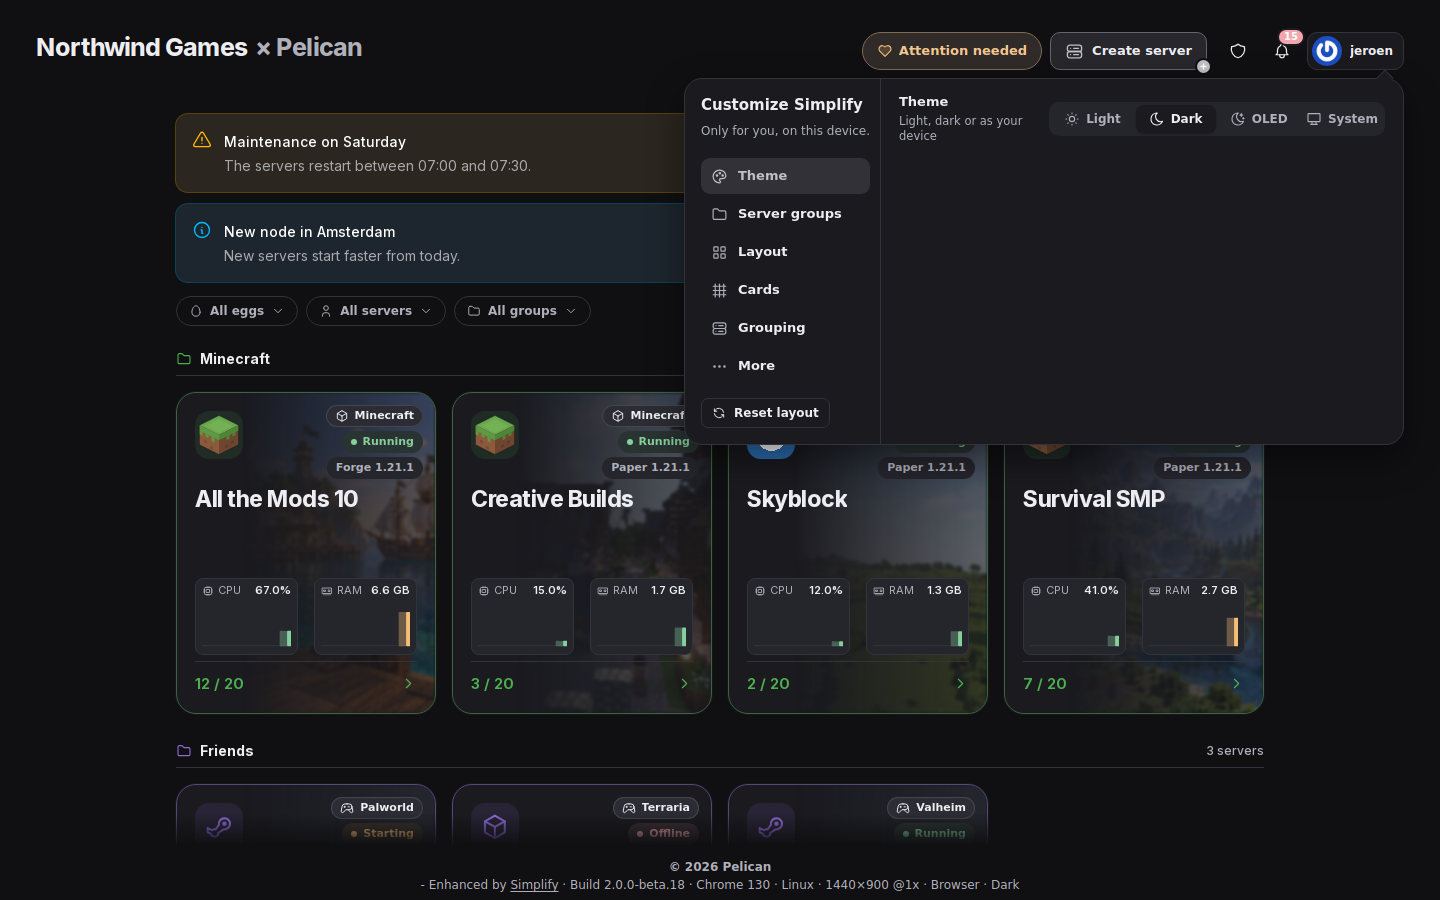 Northwind Games × Pelican
Attention needed
Create server
15
jeroen
Customize Simplify
Only for you, on this device.
Theme
Server groups
Layout
Cards
Grouping
More
Reset layout
Theme
Light, dark or as your
device
Light
Dark
OLED
System
Maintenance on Saturday
The servers restart between 07:00 and 07:30.
New node in Amsterdam
New servers start faster from today.
All eggs
All servers
All groups
Minecraft
Minecraft
Running
Forge 1.21.1
All the Mods 10
CPU 67.0%
RAM 6.6 GB
12 / 20
Running
Paper 1.21.1
Creative Builds
CPU 15.0%
RAM 1.7 GB
3 / 20
Paper 1.21.1
Skyblock
CPU 12.0%
RAM 1.3 GB
2 / 20
Paper 1.21.1
Survival SMP
CPU 41.0%
RAM 2.7 GB
7 / 20
Friends
3 servers
Palworld
Starting
Terraria
Offline
Valheim
Running
© 2026 Pelican
- Enhanced by Simplify · Build 2.0.0-beta.18 · Chrome 130 · Linux · 1440×900 @1x · Browser · Dark